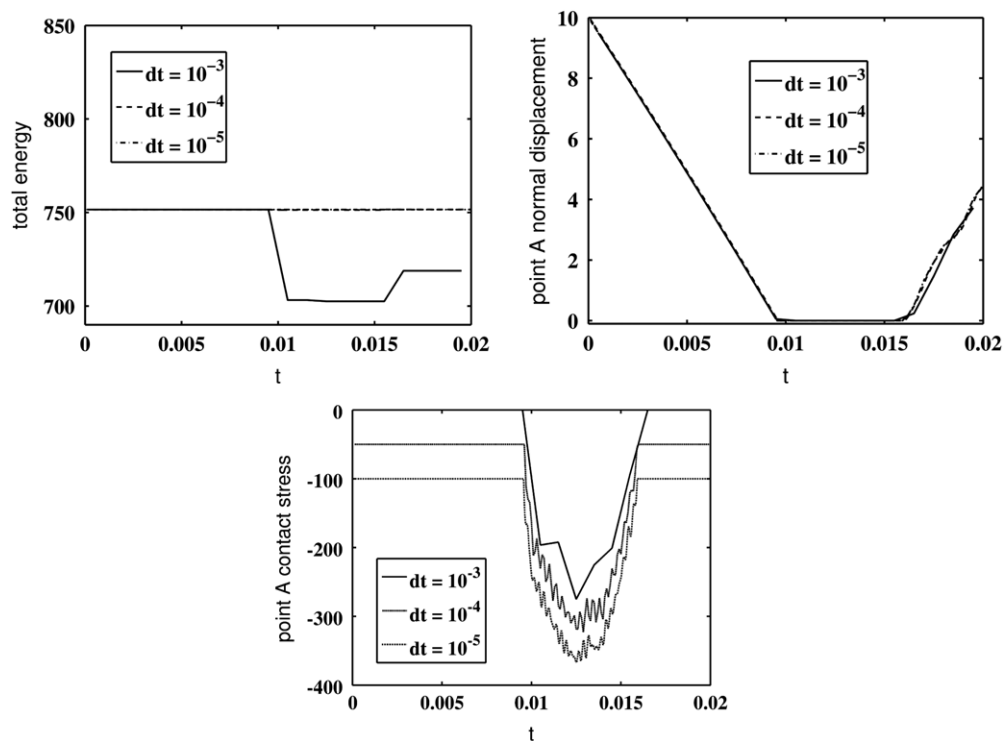 850
800
750
700
total energy
dt = 10⁻³
dt = 10⁻⁴
dt = 10⁻⁵
0
0.005
0.01
0.015
0.02
t
10
8
6
4
2
0
point A normal displacement
dt = 10⁻³
dt = 10⁻⁴
dt = 10⁻⁵
0
0.005
0.01
0.015
0.02
t
0
-100
-200
-300
-400
point A contact stress
dt = 10⁻³
dt = 10⁻⁴
dt = 10⁻⁵
0
0.005
0.01
0.015
0.02
t